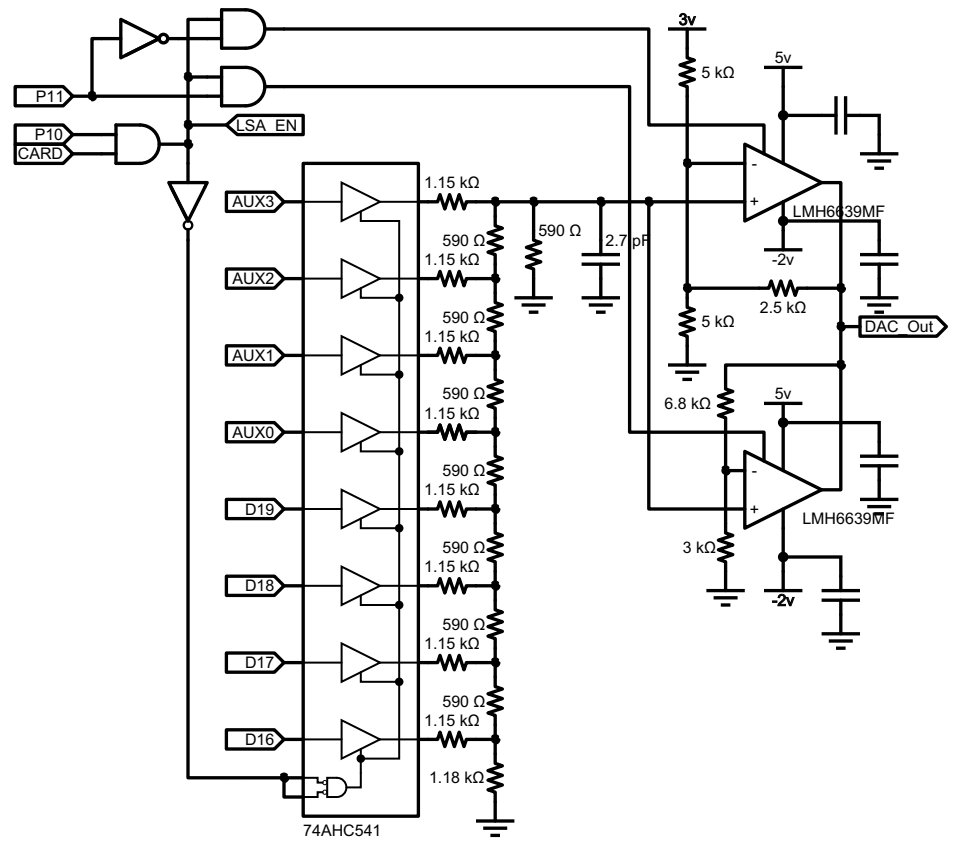 3v
5 kΩ
5v
P11
P10
CARD
LSA_EN
-
+
LMH6639MF
-2v
AUX3
1.15 kΩ
590 Ω
590 Ω
2.7 pF
AUX2
1.15 kΩ
590 Ω
2.5 kΩ
5 kΩ
DAC_Out
AUX1
1.15 kΩ
590 Ω
6.8 kΩ
5v
AUX0
1.15 kΩ
590 Ω
-
+
LMH6639MF
D19
1.15 kΩ
590 Ω
3 kΩ
-2v
D18
1.15 kΩ
590 Ω
D17
1.15 kΩ
590 Ω
D16
1.15 kΩ
1.18 kΩ
74AHC541